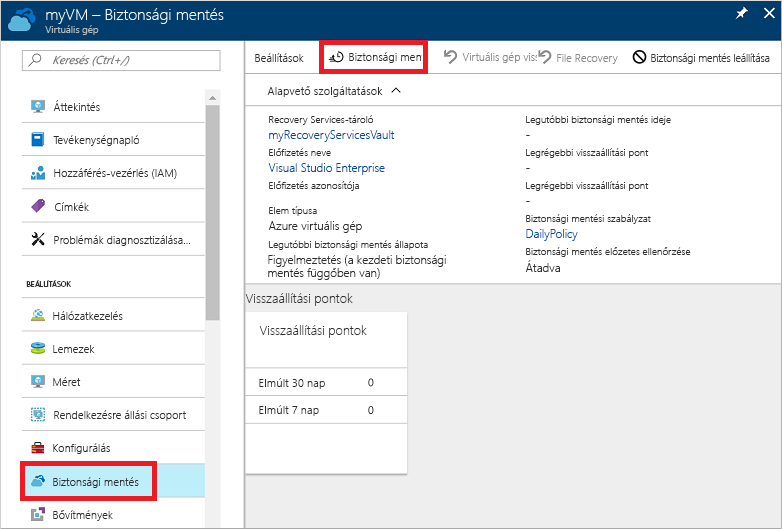 myVM – Biztonsági mentés
Virtuális gép
Keresés (Ctrl+/)
Áttekintés
Tevékenységnapló
Hozzáférés-vezérlés (IAM)
Címkék
Problémák diagnosztizálása...
BEÁLLÍTÁSOK
Hálózatkezelés
Lemezek
Méret
Rendelkezésre állási csoport
Konfigurálás
Biztonsági mentés
Bővítmények
Beállítások
Biztonsági men
Virtuális gép vis:
File Recovery
Biztonsági mentés leállítása
Alapvető szolgáltatások
Recovery Services-tároló
myRecoveryServicesVault
Előfizetés neve
Visual Studio Enterprise
Előfizetés azonosítója
Elem típusa
Azure virtuális gép
Legutóbbi biztonsági mentés állapota
Figyelmeztetés (a kezdeti biztonsági
mentés függőben van)
Legutóbbi biztonsági mentés ideje
-
Legrégebbi visszaállítási pont
-
Legrégebbi visszaállítási pont
-
Biztonsági mentési szabályzat
DailyPolicy
Biztonsági mentés előzetes ellenőrzése
Átadva
Visszaállítási pontok
Visszaállítási pontok
Elmúlt 30 nap 0
Elmúlt 7 nap 0